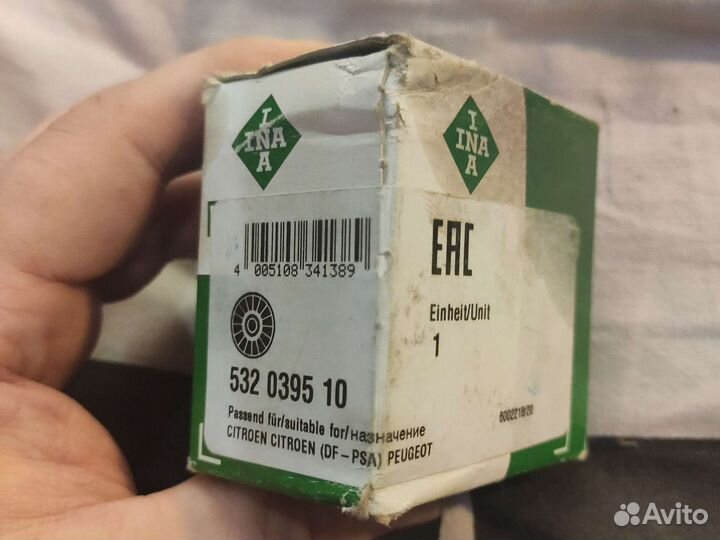 I
INA
A
I
INA
A
4 005108 341389
532 0395 10
Passend für/suitable for/назначение
CITROEN CITROEN (DF-PSA) PEUGEOT
EAC
Einheit/Unit
1
6002218/20
Avito